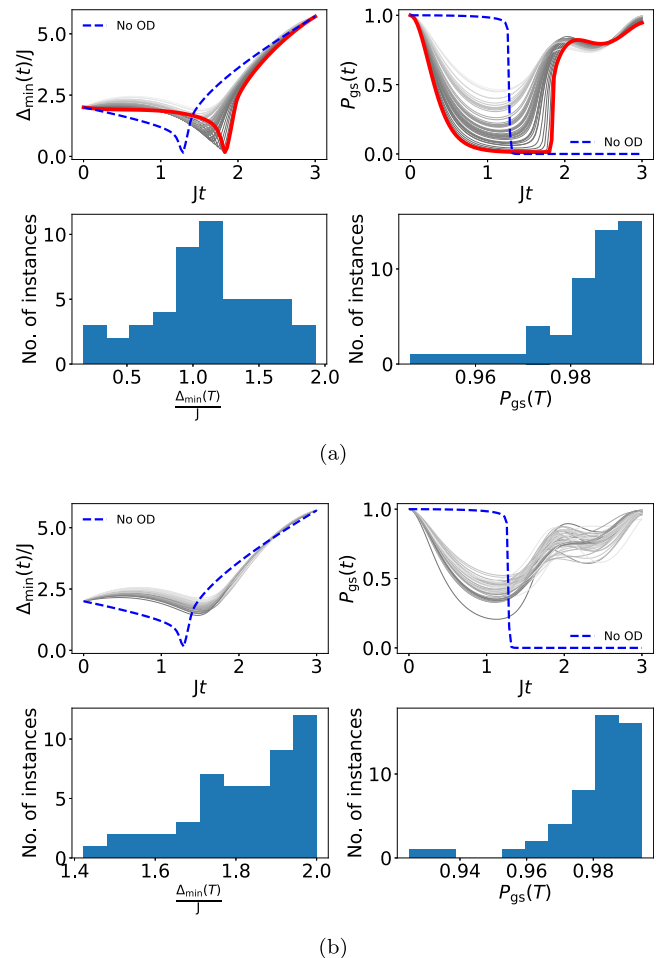 Δmin(t)/J
5.0
2.5
0.0
No OD
0
1
2
3
Jt
Pgs(t)
1.0
0.5
0.0
No OD
0
1
2
3
Jt
No. of instances
10
5
0
0.5
1.0
1.5
2.0
Δmin(T)
J
No. of instances
10
0
0.96
0.98
Pgs(T)
(a)
Δmin(t)/J
5.0
2.5
0.0
No OD
0
1
2
3
Jt
Pgs(t)
1.0
0.5
0.0
No OD
0
1
2
3
Jt
No. of instances
10
5
0
1.4
1.6
1.8
2.0
Δmin(T)
J
No. of instances
10
0
0.94
0.96
0.98
Pgs(T)
(b)